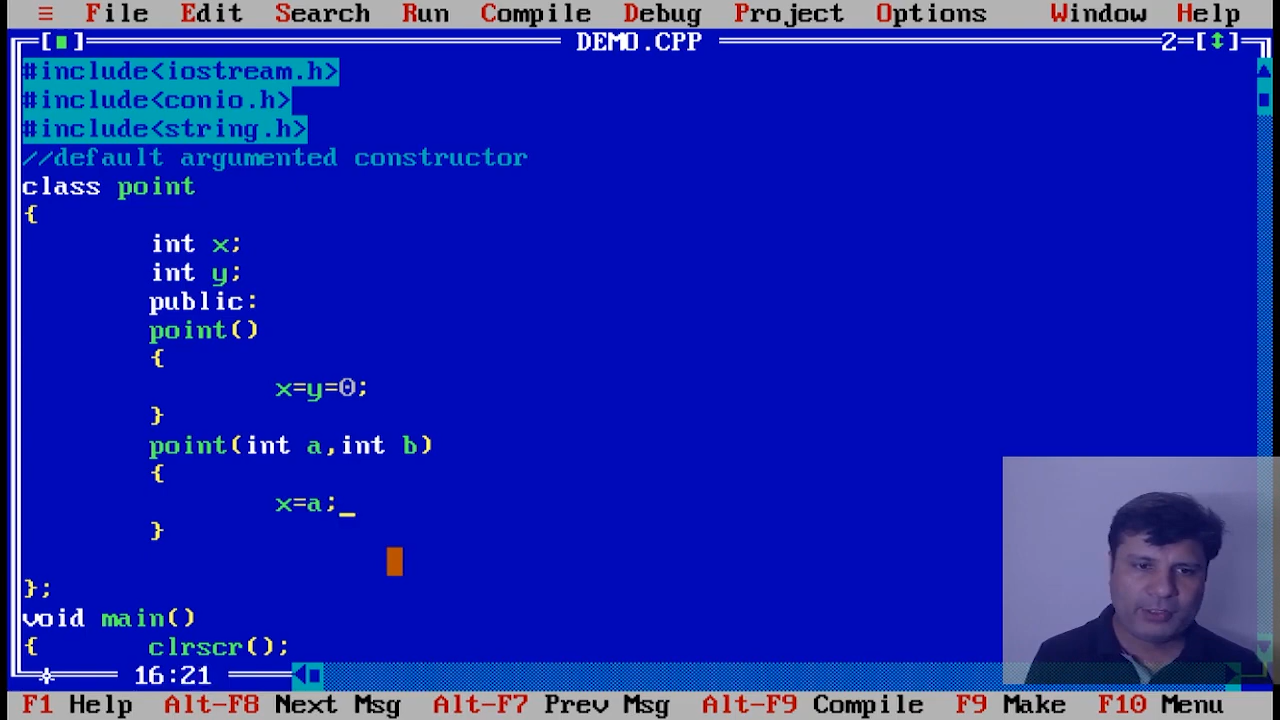 ≡ File Edit Search Run Compile Debug Project Options Window Help
[■] DEMO.CPP 2=[↕]
#include<iostream.h>
#include<conio.h>
#include<string.h>
//default argumented constructor
class point
{
int x;
int y;
public:
point()
{
x=y=0;
}
point(int a,int b)
{
x=a;_
}
};
void main()
{ clrscr();
16:21
F1 Help Alt-F8 Next Msg Alt-F7 Prev Msg Alt-F9 Compile F9 Make F10 Menu